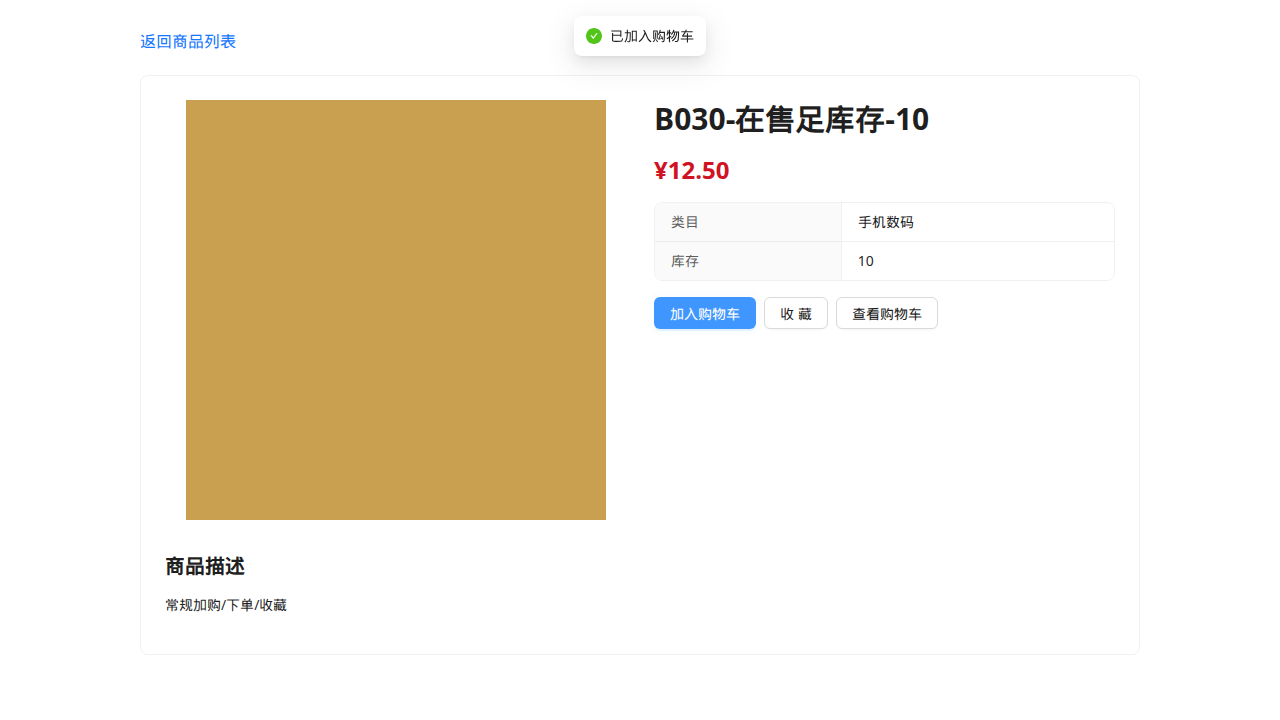 已加入购物车
返回商品列表
B030-在售足库存-10
¥12.50
类目 手机数码
库存 10
加入购物车 收 藏 查看购物车
商品描述
常规加购/下单/收藏